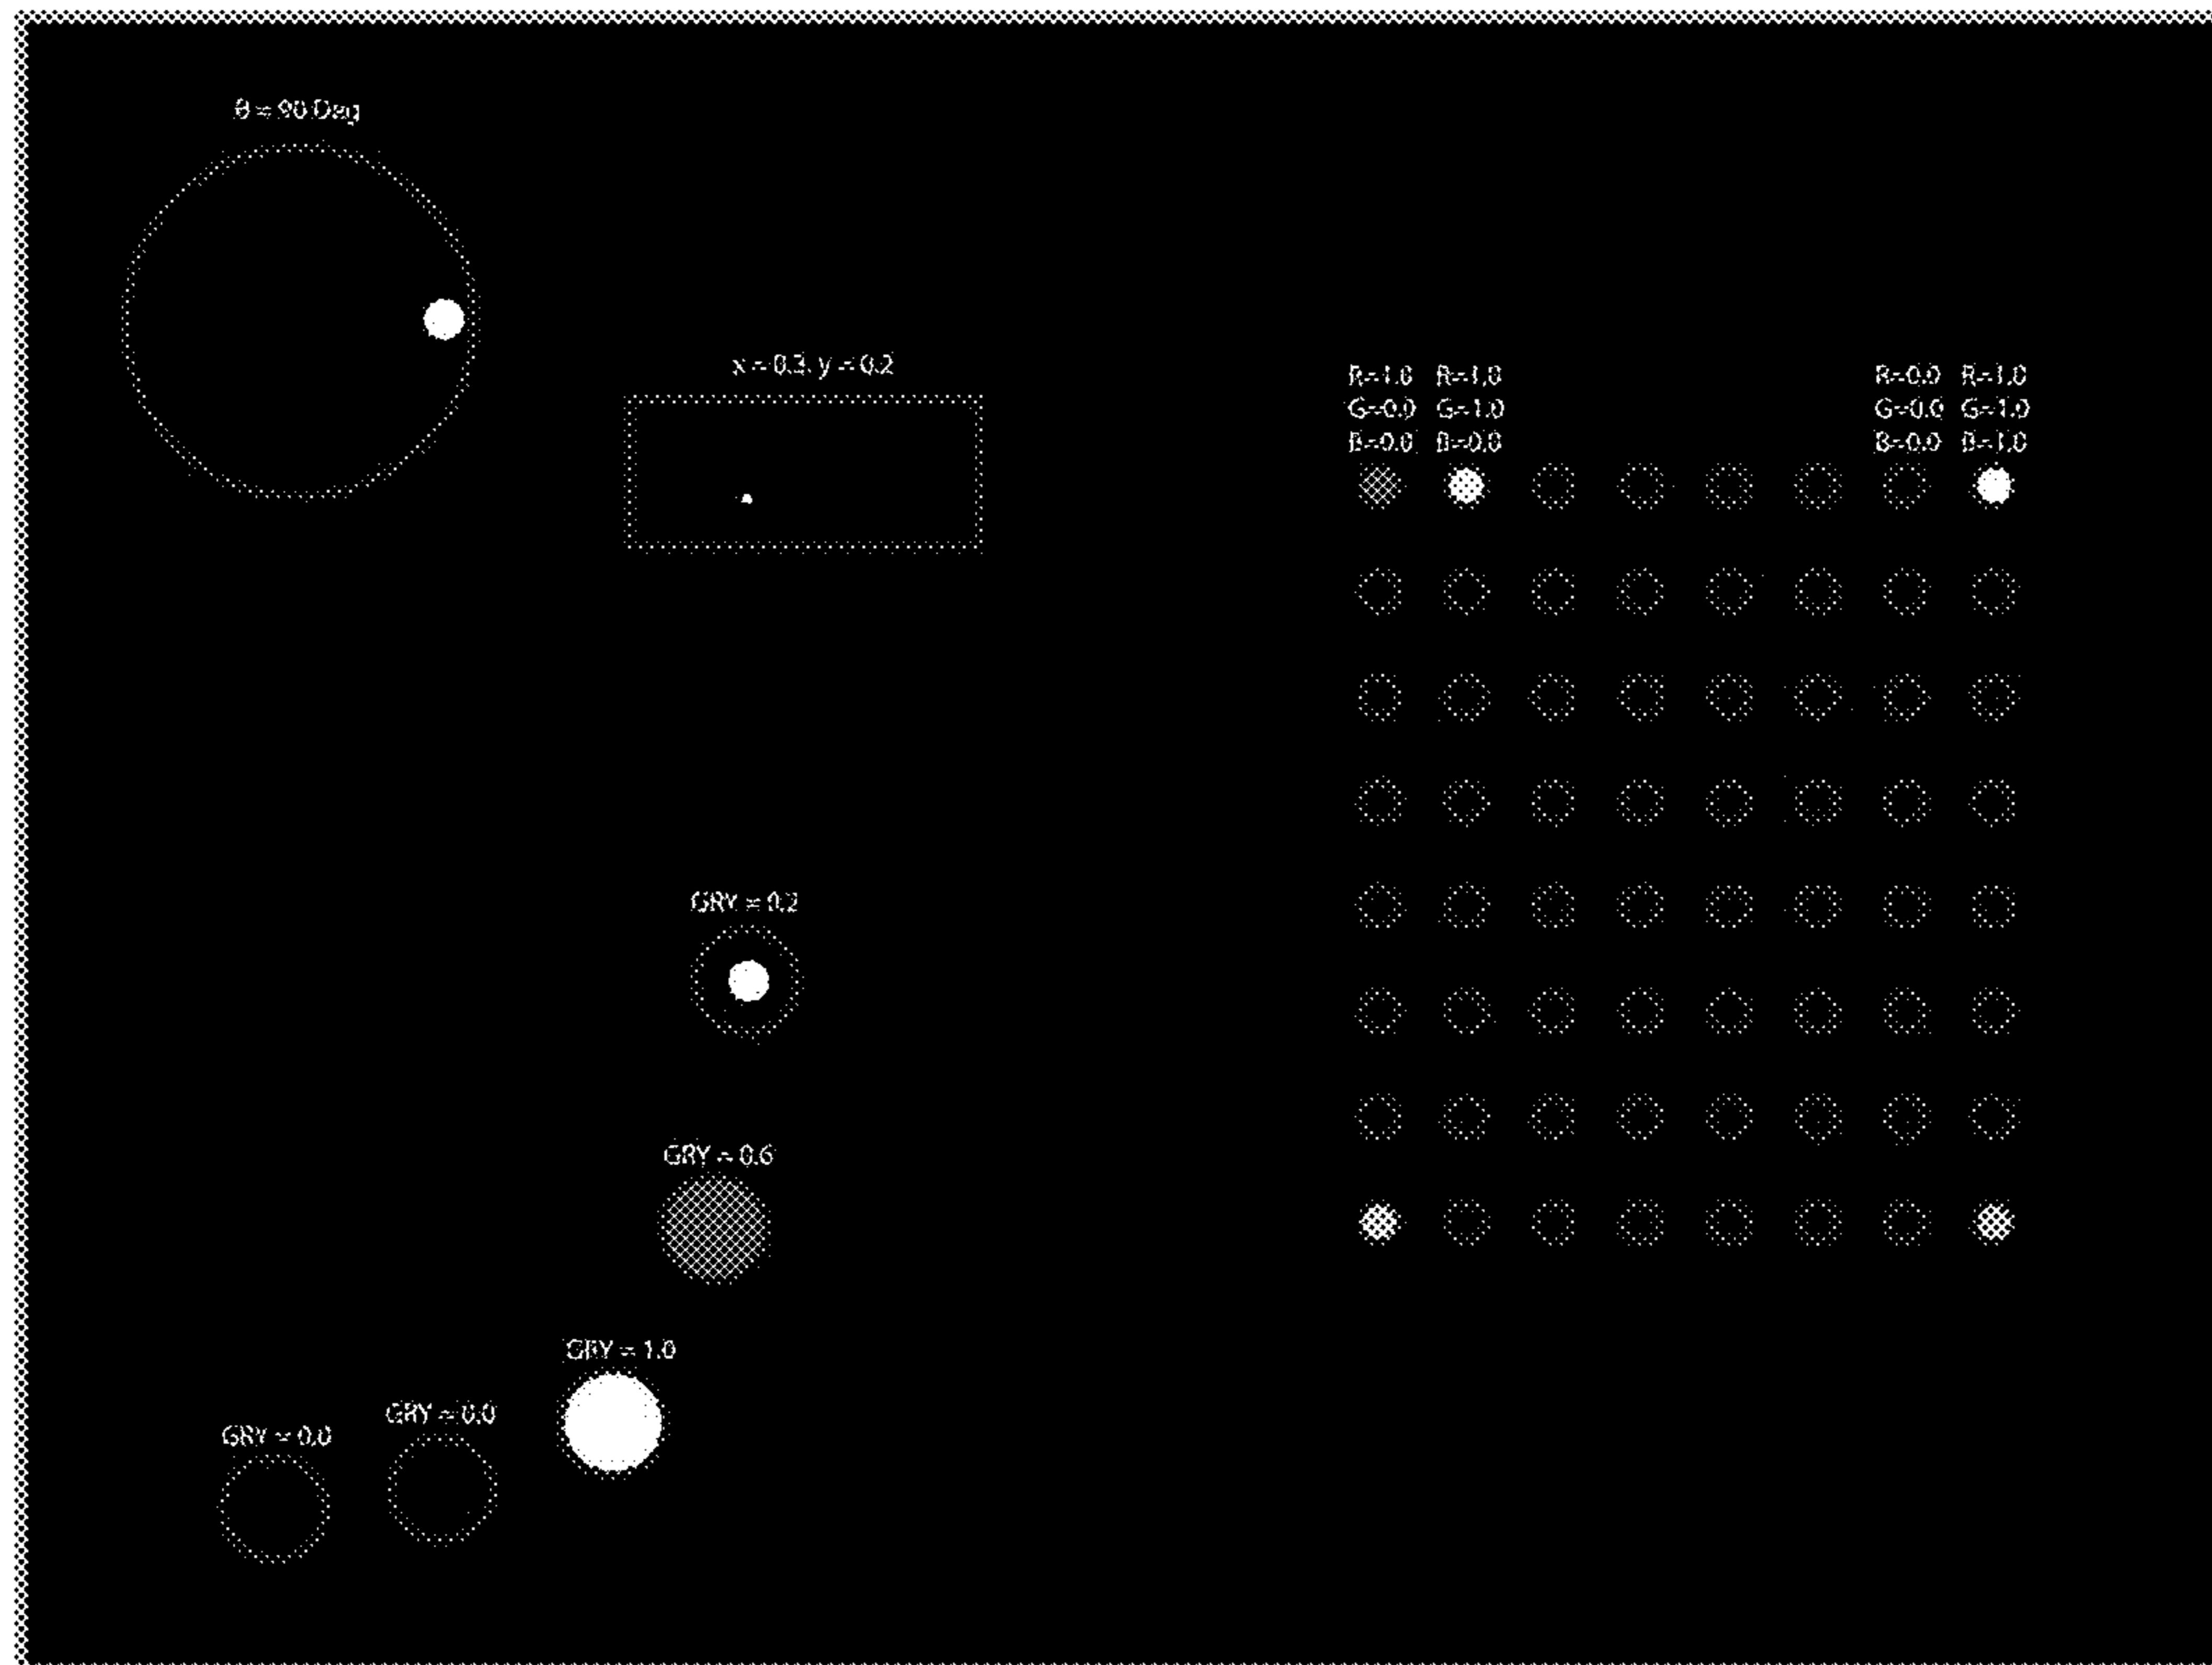 θ = 90 Deg
x = 0.3, y = 0.2
R=1.0 R=1.0 R=0.0 R=1.0
G=0.0 G=1.0 G=0.0 G=1.0
B=0.0 B=0.0 B=0.0 B=1.0
GRY = 0.2
GRY = 0.6
GRY = 1.0
GRY = 0.0
GRY = 0.0